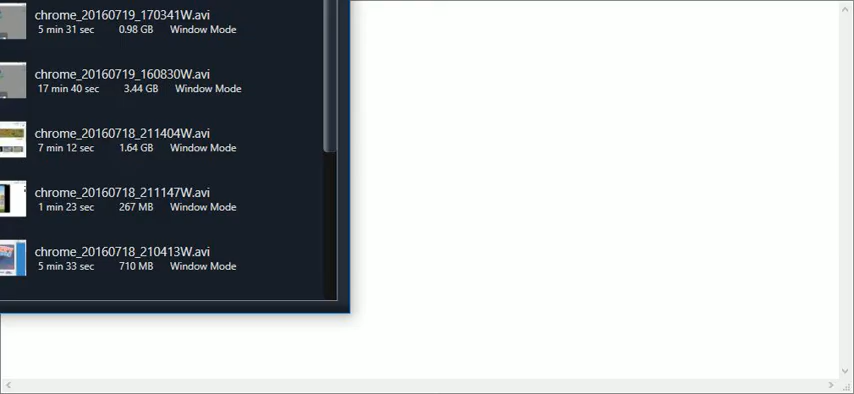 chrome_20160719_170341W.avi
5 min 31 sec 0.98 GB Window Mode
chrome_20160719_160830W.avi
17 min 40 sec 3.44 GB Window Mode
chrome_20160718_211404W.avi
7 min 12 sec 1.64 GB Window Mode
chrome_20160718_211147W.avi
1 min 23 sec 267 MB Window Mode
chrome_20160718_210413W.avi
5 min 33 sec 710 MB Window Mode